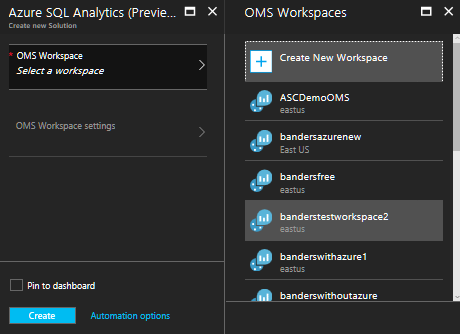 Azure SQL Analytics (Previe...
Create new Solution
* OMS Workspace
Select a workspace
OMS Workspace settings
Pin to dashboard
Create
Automation options
OMS Workspaces
Create New Workspace
ASCDemoOMS
eastus
bandersazurenew
East US
bandersfree
eastus
banderstestworkspace2
eastus
banderswithazure1
eastus
banderswithoutazure